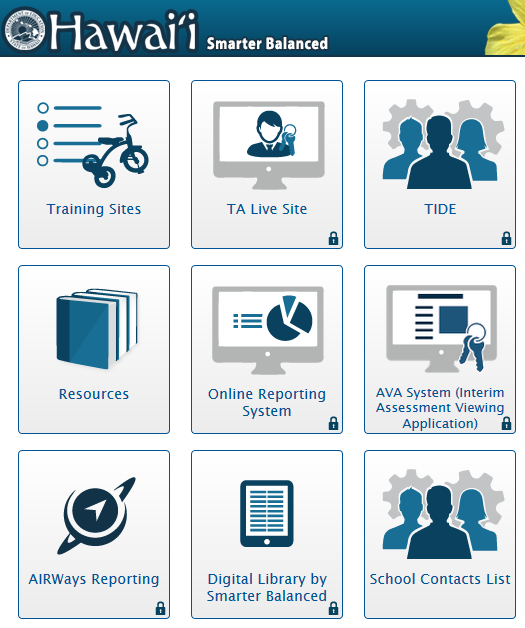 Hawai'i Smarter Balanced
Training Sites
TA Live Site
TIDE
Resources
Online Reporting
System
AVA System (Interim
Assessment Viewing
Application)
AIRWays Reporting
Digital Library by
Smarter Balanced
School Contacts List